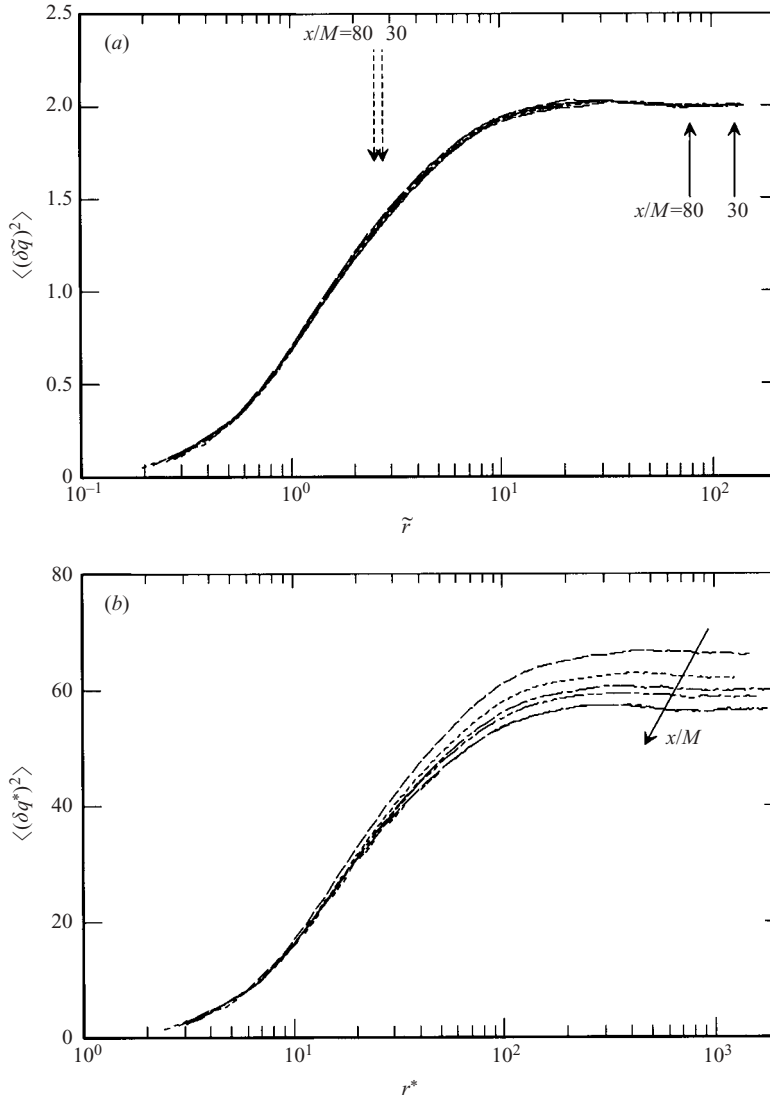 2.5
(a)
x/M=80 30
2.0
1.5
1.0
0.5
0
x/M=80 30
⟨(δq̃)²⟩
10⁻¹ 10⁰ 10¹ 10²
r̃
80
(b)
60
40
20
0
x/M
⟨(δq*)²⟩
10⁰ 10¹ 10² 10³
r*